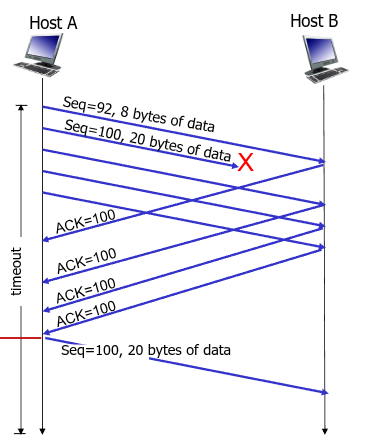 Host A
Host B
Seq=92, 8 bytes of data
Seq=100, 20 bytes of data
X
ACK=100
ACK=100
ACK=100
ACK=100
timeout
Seq=100, 20 bytes of data